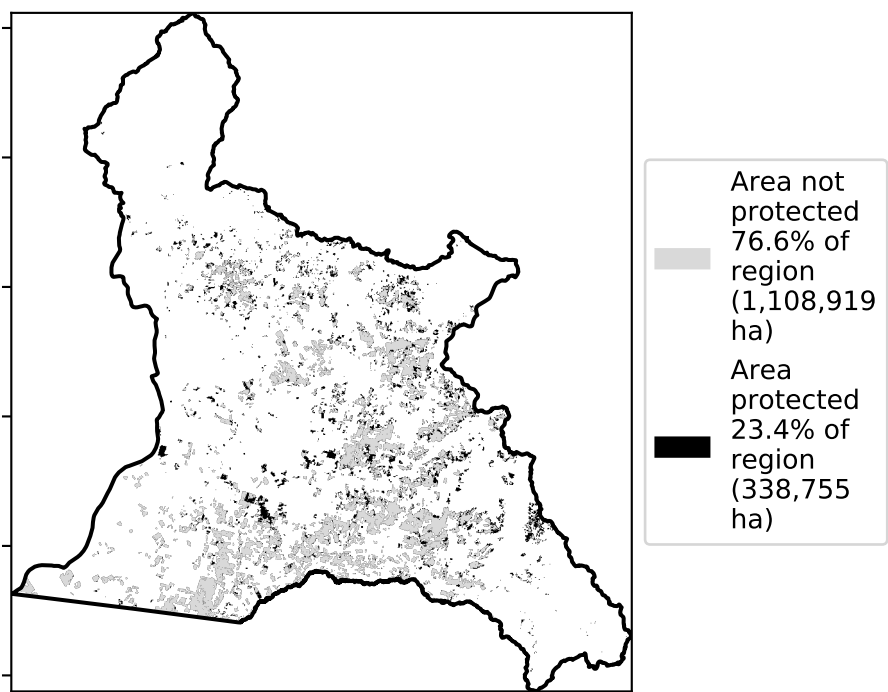 Area not
protected
76.6% of
region
(1,108,919
ha)
Area
protected
23.4% of
region
(338,755
ha)